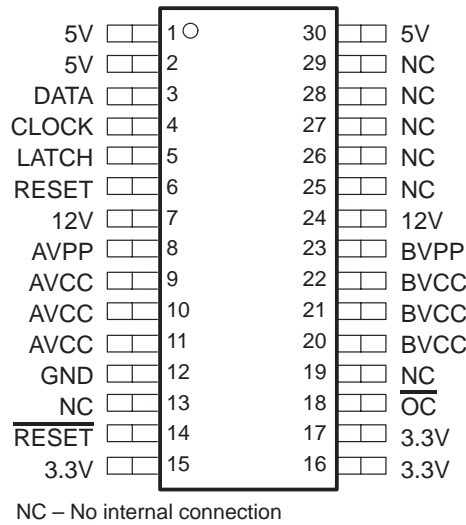 5V 1 30 5V
5V 2 29 NC
DATA 3 28 NC
CLOCK 4 27 NC
LATCH 5 26 NC
RESET 6 25 NC
12V 7 24 12V
AVPP 8 23 BVPP
AVCC 9 22 BVCC
AVCC 10 21 BVCC
AVCC 11 20 BVCC
GND 12 19 NC
NC 13 18 O̅C̅
R̅E̅S̅E̅T̅ 14 17 3.3V
3.3V 15 16 3.3V
NC – No internal connection